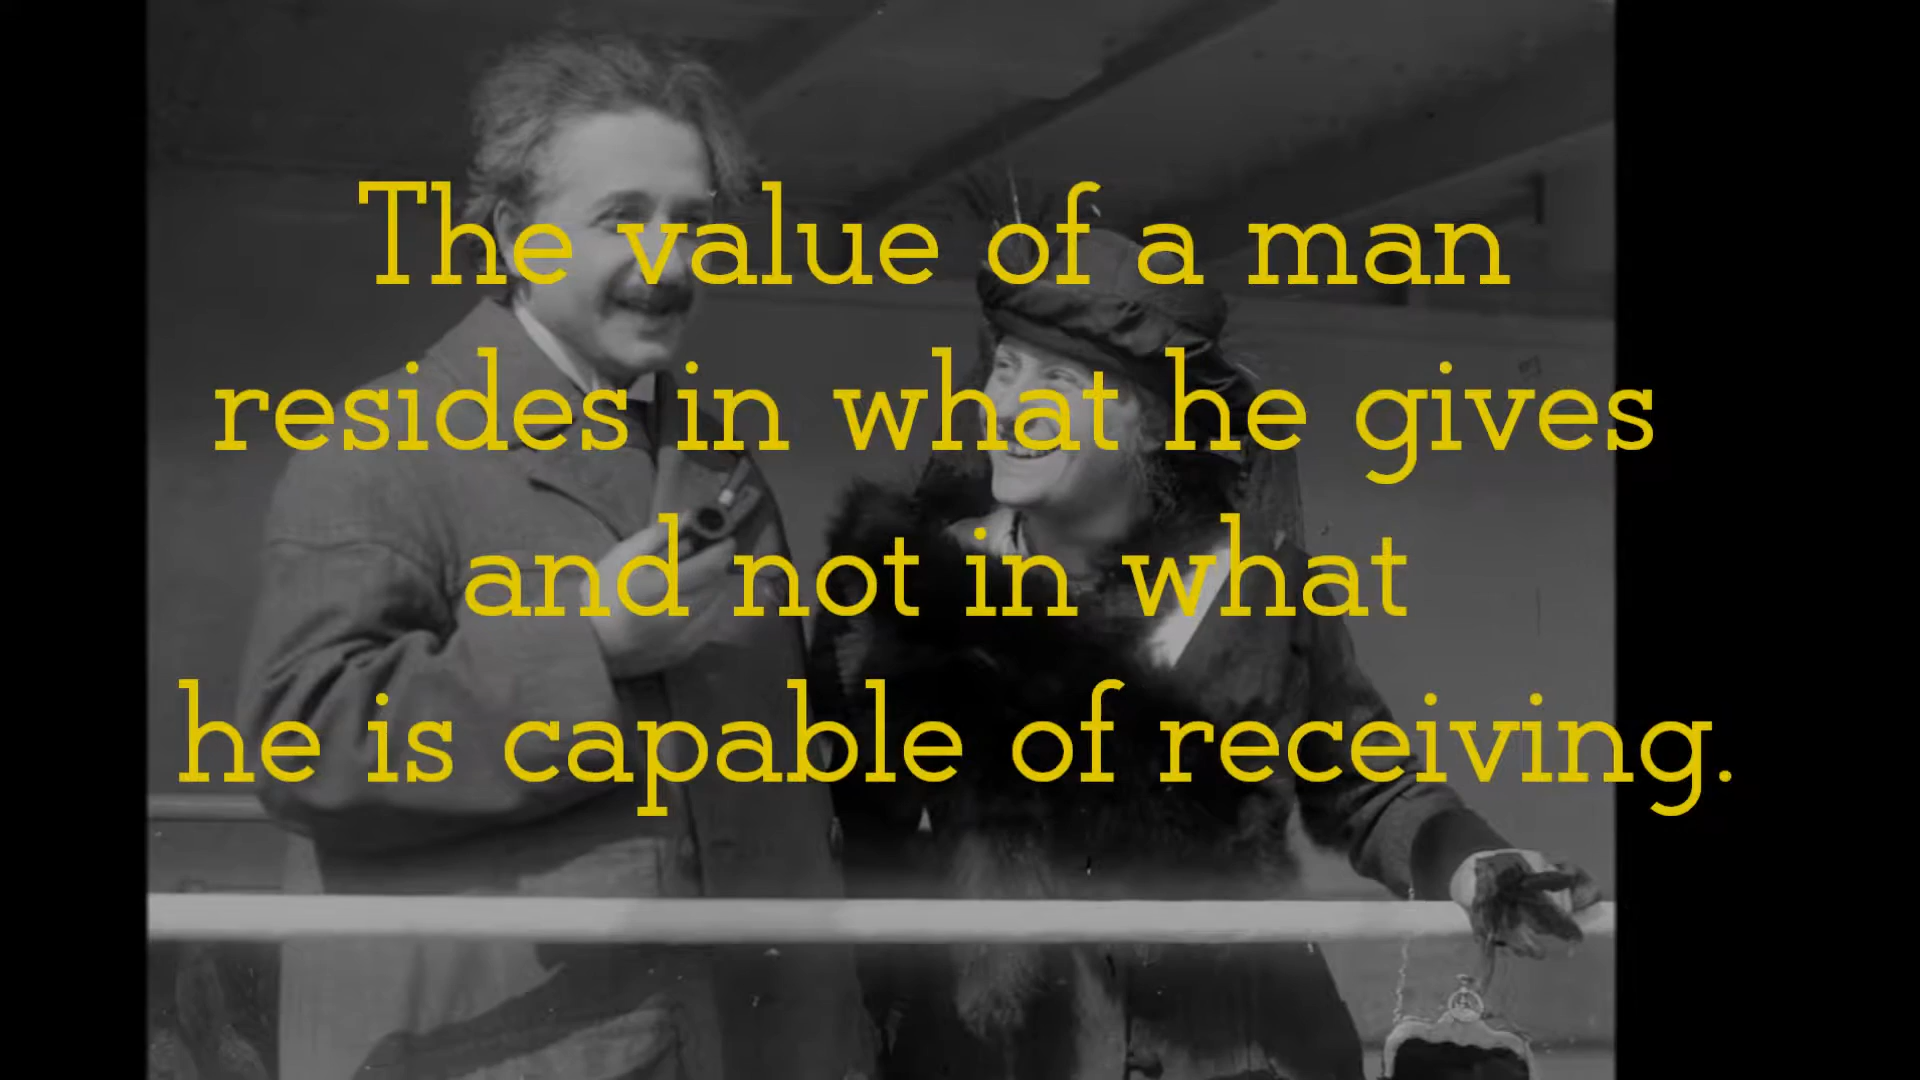 The value of a man
resides in what he gives
and not in what
he is capable of receiving.